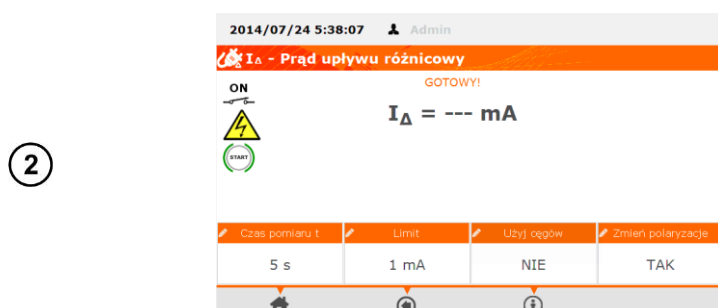 2014/07/24 5:38:07 Admin
IΔ - Prąd upływu różnicowy
GOTOWY!
ON
IΔ = --- mA
START
2
Czas pomiaru t Limit Użyj cęgów Zmień polaryzacje
5 s 1 mA NIE TAK